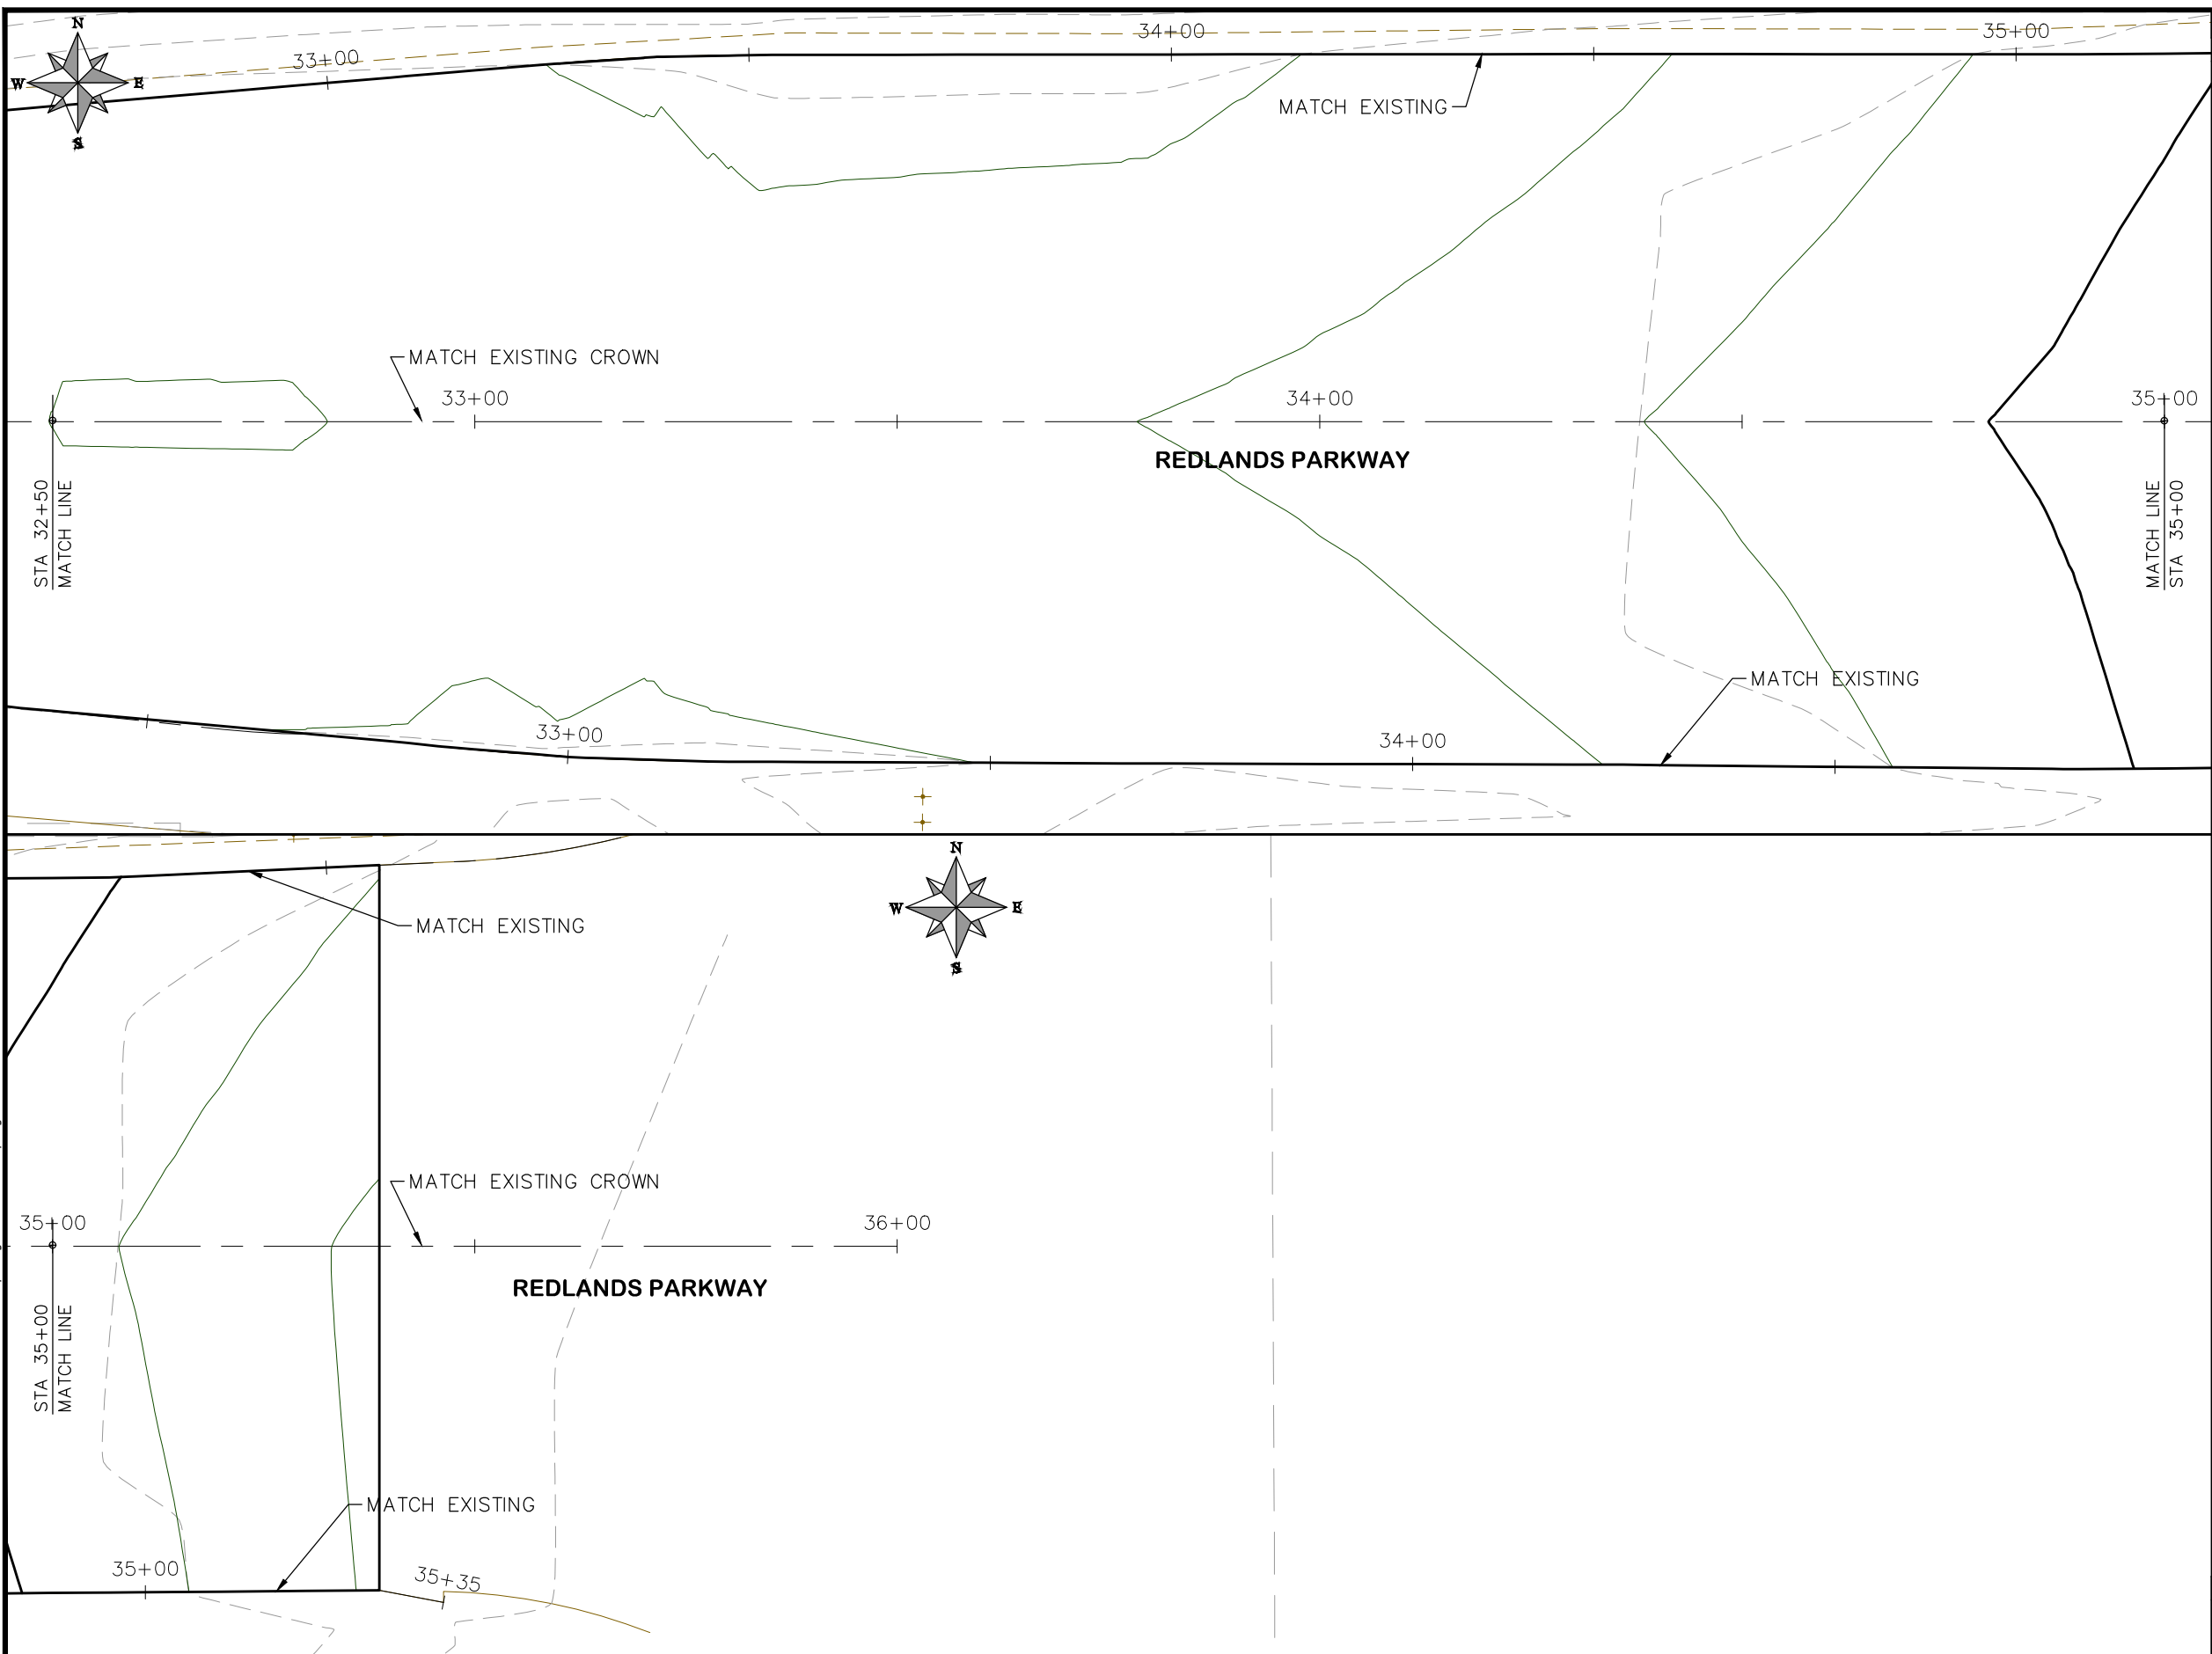 N
W
E
S
33+00
34+00
35+00
MATCH EXISTING
MATCH EXISTING CROWN
33+00
34+00
35+00
REDLANDS PARKWAY
STA 32+50
MATCH LINE
MATCH LINE
STA 35+00
MATCH EXISTING
33+00
34+00
N
W
E
S
MATCH EXISTING
MATCH EXISTING CROWN
35+00
36+00
REDLANDS PARKWAY
STA 35+00
MATCH LINE
MATCH EXISTING
35+00
35+35